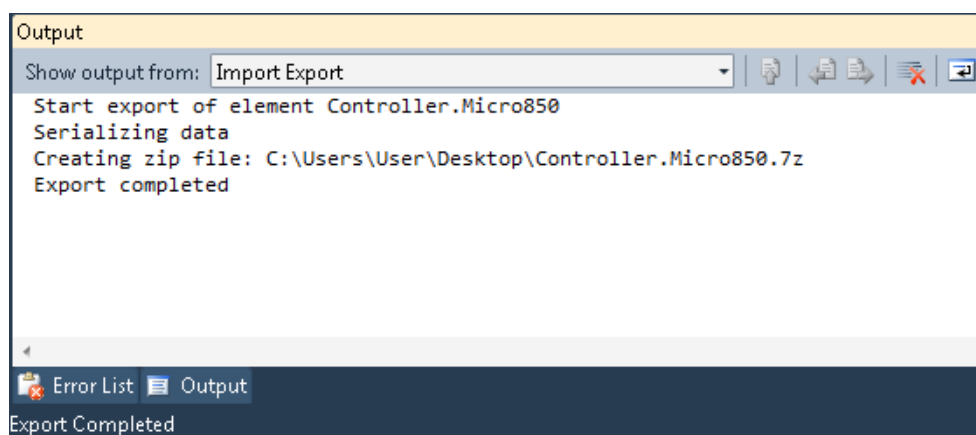 Output
Show output from: Import Export
Start export of element Controller.Micro850
Serializing data
Creating zip file: C:\Users\User\Desktop\Controller.Micro850.7z
Export completed
Error List Output
Export Completed